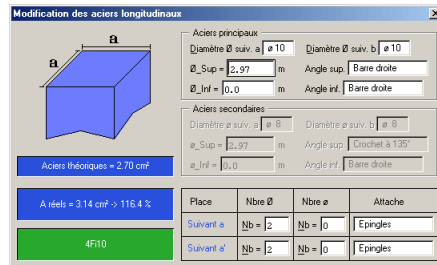 Modification des aciers longitudinaux
a
a
Aciers théoriques = 2.70 cm²
A réels = 3.14 cm² -> 116.4 %
4Fi10
Aciers principaux
Diamètre Ø suiv. a ø 10 Diamètre Ø suiv. b ø 10
Ø_Sup = 2.97 m Angle sup. Barre droite
Ø_Inf = 0.0 m Angle inf. Barre droite
Aciers secondaires
Diamètre ø suiv. a ø 8 Diamètre ø suiv. b ø 8
ø_Sup = 2.97 m Angle sup. Crochet à 135°
ø_Inf = 0.0 m Angle inf. Barre droite
Place Nbre Ø Nbre ø Attache
Suivant a Nb = 2 Nb = 0 Epingles
Suivant a' Nb = 2 Nb = 0 Epingles